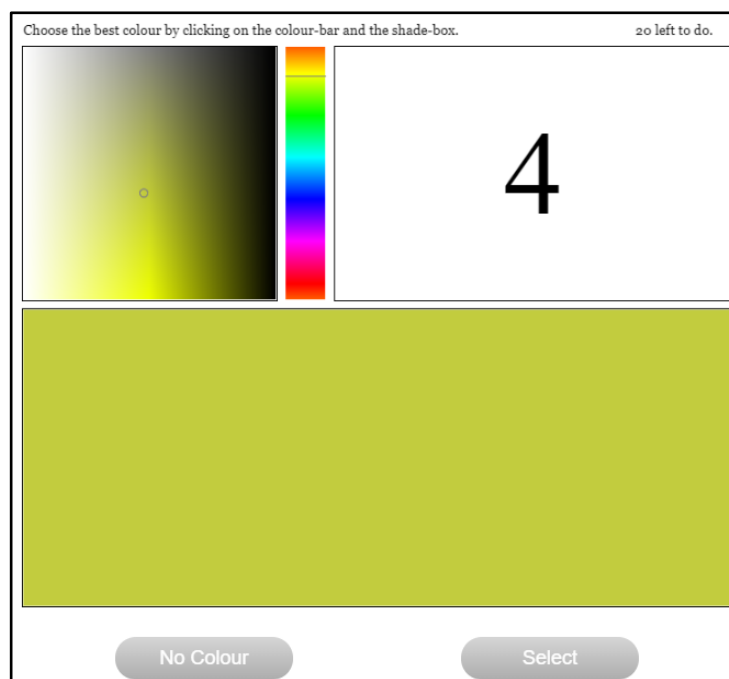 Choose the best colour by clicking on the colour-bar and the shade-box.
20 left to do.
4
No Colour
Select